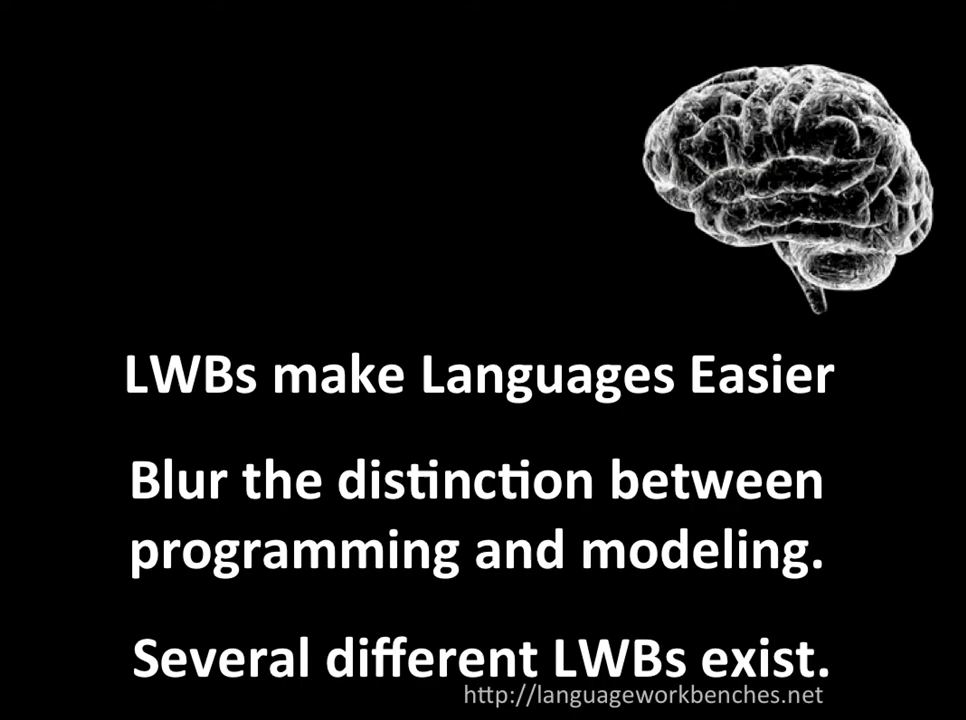 LWBs make Languages Easier
Blur the distinction between
programming and modeling.
Several different LWBs exist.
http://languageworkbenches.net